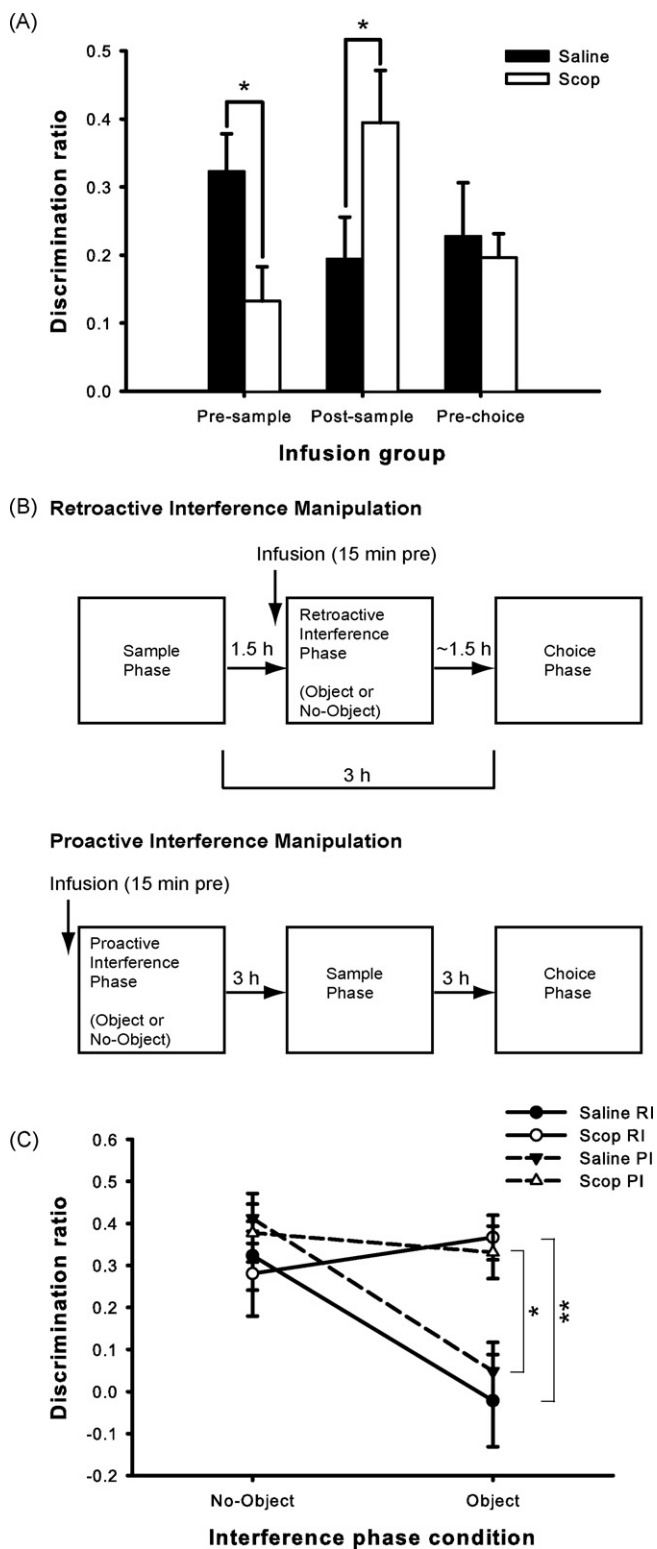 (A)
*
*
Saline
Scop
0.5
0.4
0.3
0.2
0.1
0.0
Discrimination ratio
Pre-sample
Post-sample
Pre-choice
Infusion group
(B) Retroactive Interference Manipulation
Infusion (15 min pre)
Sample
Phase
1.5 h
Retroactive
Interference
Phase
(Object or
No-Object)
~1.5 h
Choice
Phase
3 h
Proactive Interference Manipulation
Infusion (15 min pre)
Proactive
Interference
Phase
(Object or
No-Object)
3 h
Sample
Phase
3 h
Choice
Phase
(C)
Saline RI
Scop RI
Saline PI
Scop PI
0.6
0.5
0.4
0.3
0.2
0.1
0.0
-0.1
-0.2
Discrimination ratio
*
**
No-Object
Object
Interference phase condition